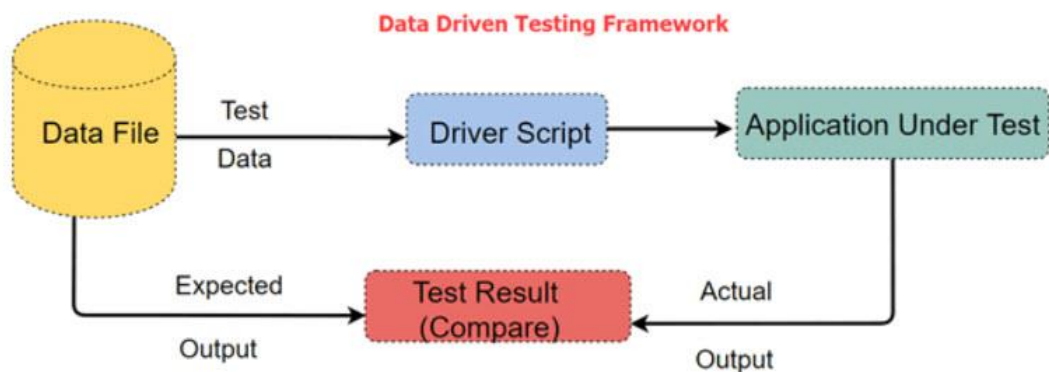 Data Driven Testing Framework
Test
Data File
Driver Script
Application Under Test
Data
Expected
Test Result
(Compare)
Actual
Output
Output